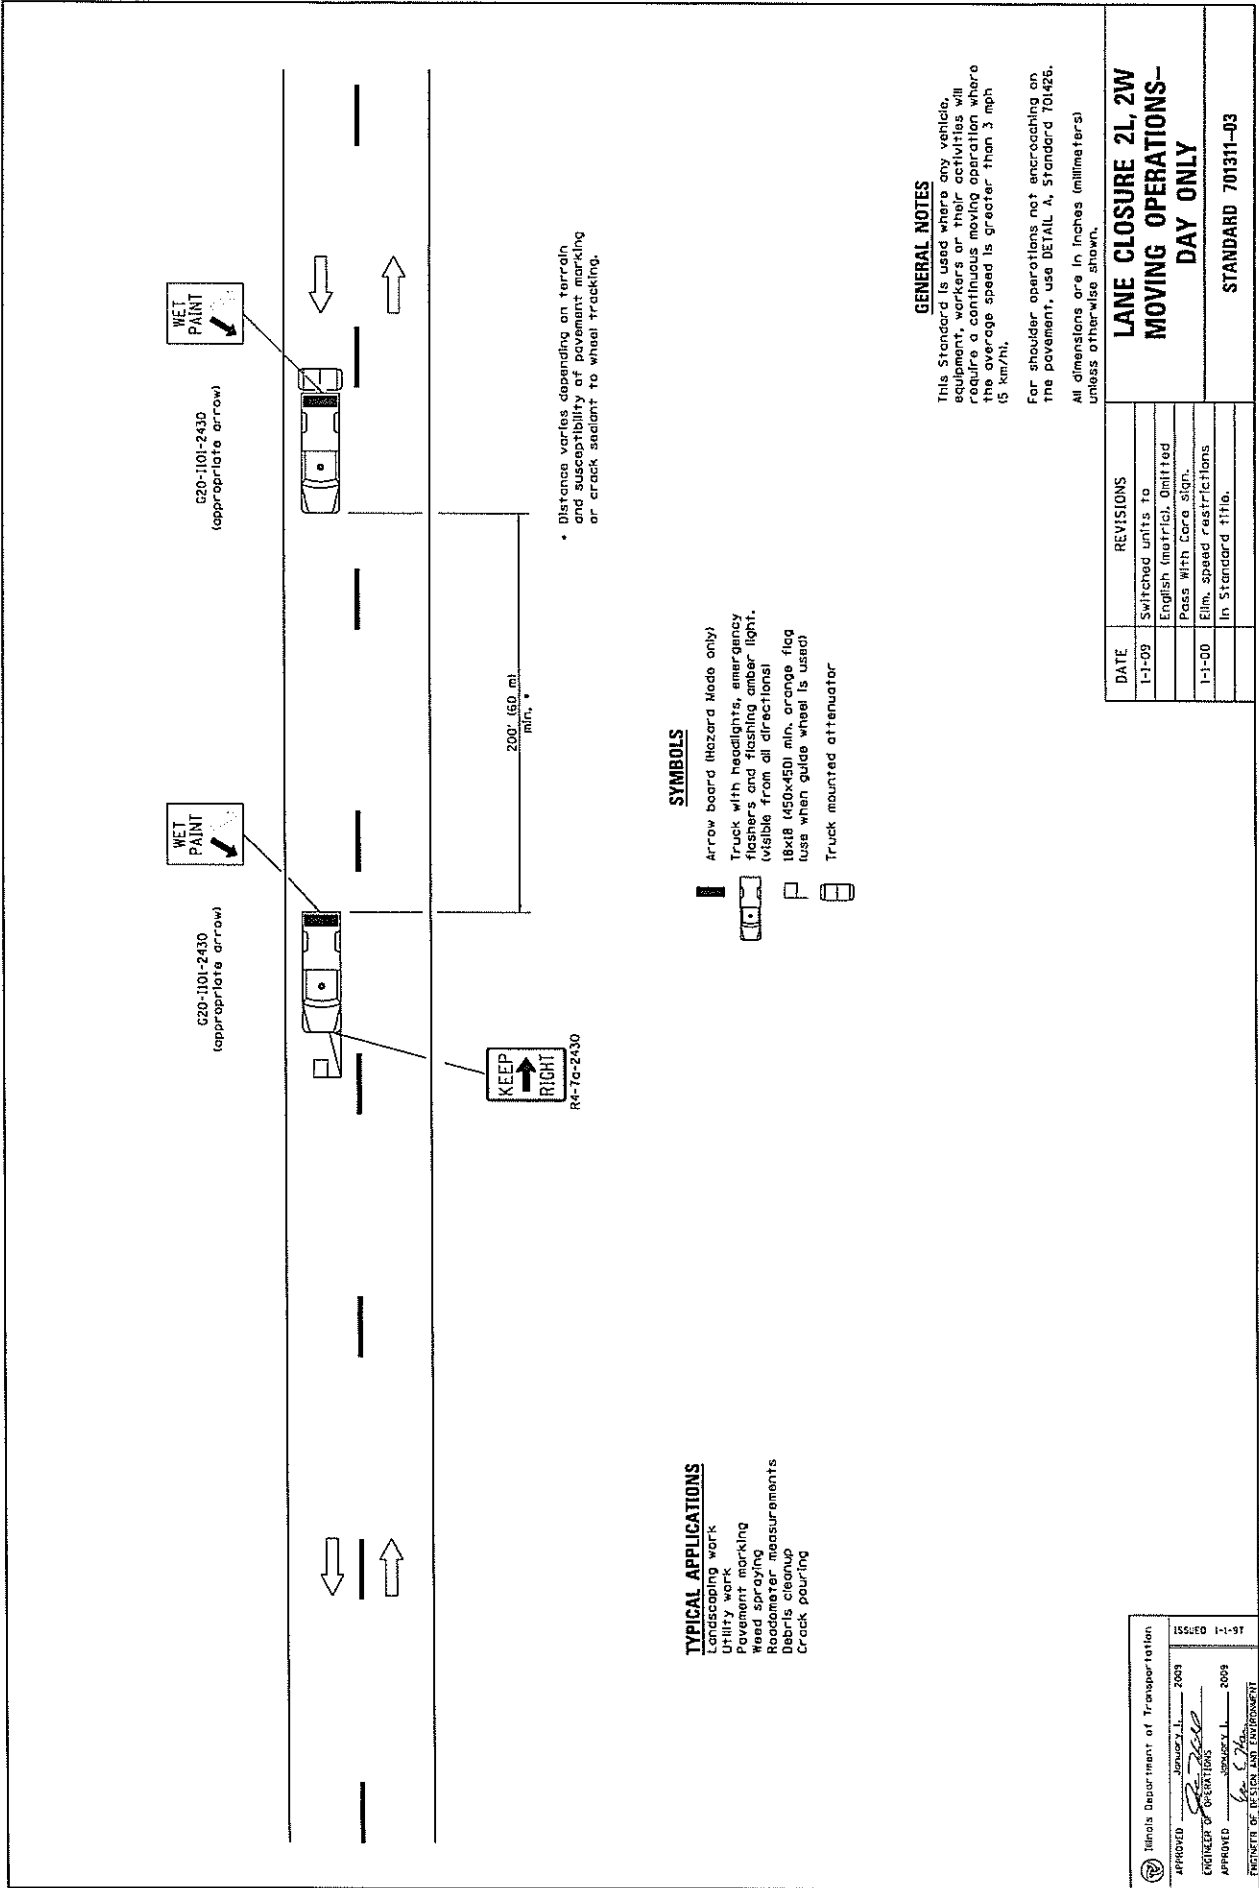 WET
PAINT
G20-I101-2430
(appropriate arrow)
WET
PAINT
G20-I101-2430
(appropriate arrow)
KEEP
RIGHT
R4-7a-2430
200' (60 m)
min. *
* Distance varies depending on terrain
and susceptibility of pavement marking
or crack sealant to wheel tracking.
TYPICAL APPLICATIONS
Landscaping work
Utility work
Pavement marking
Weed spraying
Roadometer measurements
Debris cleanup
Crack pouring
SYMBOLS
Arrow board (Hazard Mode only)
Truck with headlights, emergency
flashers and flashing amber light.
(visible from all directions)
18x18 (450x450) min. orange flag
(use when guide wheel is used)
Truck mounted attenuator
GENERAL NOTES
This Standard is used where any vehicle,
equipment, workers or their activities will
require a continuous moving operation where
the average speed is greater than 3 mph
(5 km/h).
For shoulder operations not encroaching on
the pavement, use DETAIL A, Standard 701426.
All dimensions are in inches (millimeters)
unless otherwise shown.
Illinois Department of Transportation
APPROVED January 1, 2009
ENGINEER OF OPERATIONS
APPROVED January 1, 2009
ENGINEER OF DESIGN AND ENVIRONMENT
ISSUED 1-1-97
DATE REVISIONS
1-1-09 Switched units to
English (metric). Omitted
Pass With Care sign.
1-1-00 Elim. speed restrictions
in Standard title.
LANE CLOSURE 2L, 2W
MOVING OPERATIONS–
DAY ONLY
STANDARD 701311-03